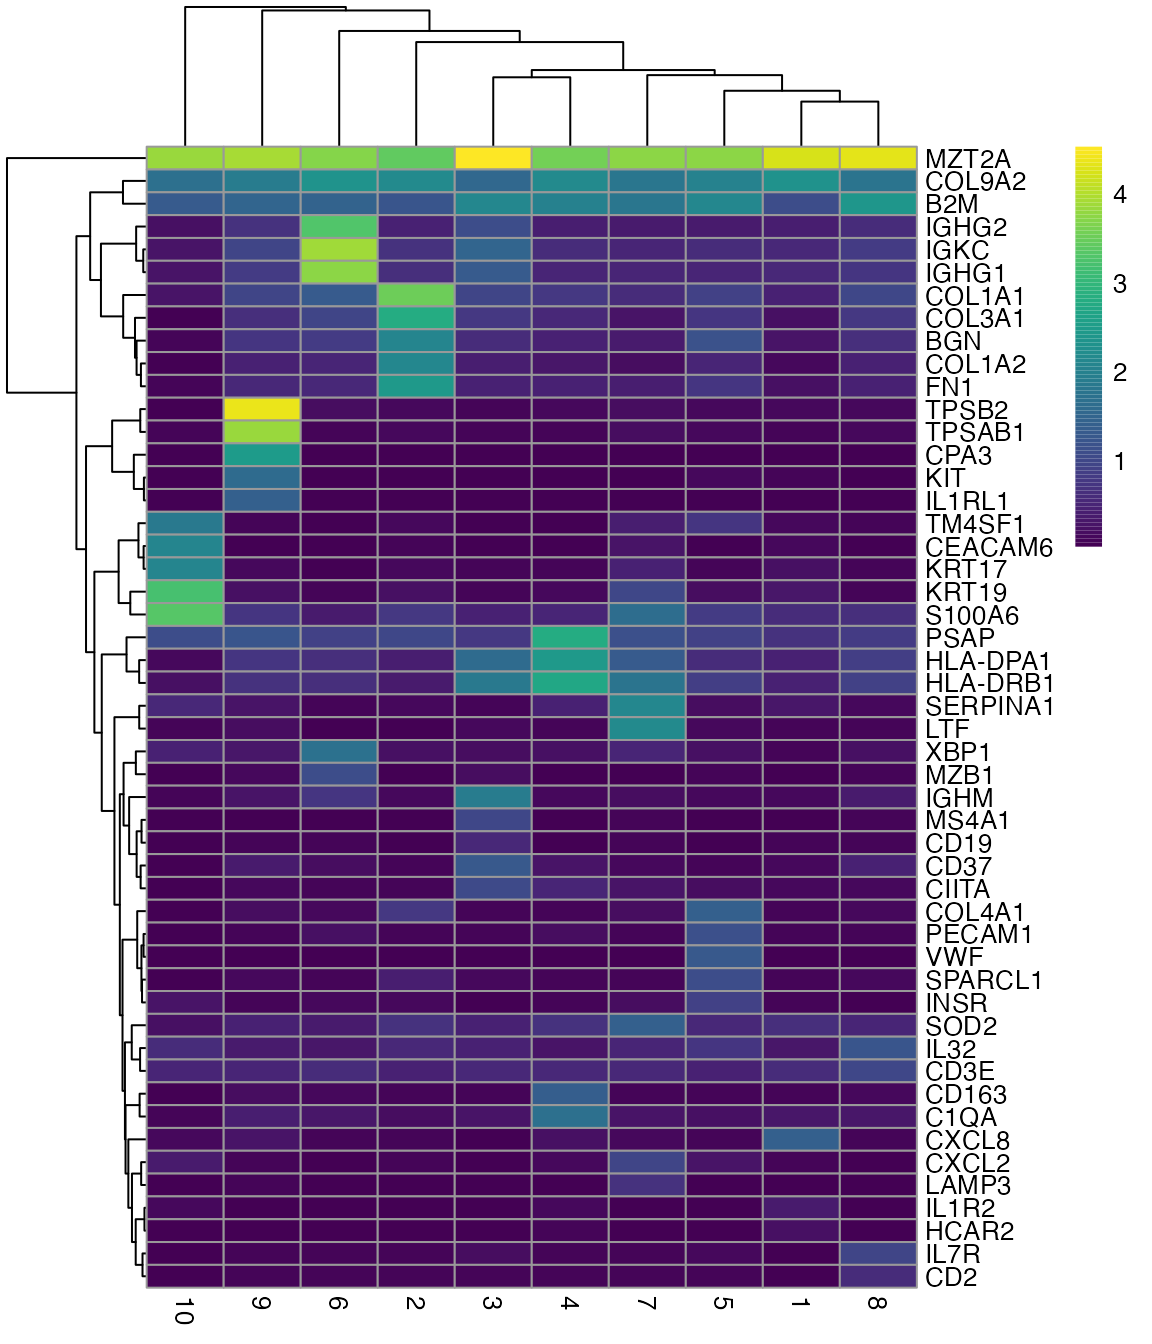 MZT2A
COL9A2
B2M
IGHG2
IGKC
IGHG1
COL1A1
COL3A1
BGN
COL1A2
FN1
TPSB2
TPSAB1
CPA3
KIT
IL1RL1
TM4SF1
CEACAM6
KRT17
KRT19
S100A6
PSAP
HLA-DPA1
HLA-DRB1
SERPINA1
LTF
XBP1
MZB1
IGHM
MS4A1
CD19
CD37
CIITA
COL4A1
PECAM1
VWF
SPARCL1
INSR
SOD2
IL32
CD3E
CD163
C1QA
CXCL8
CXCL2
LAMP3
IL1R2
HCAR2
IL7R
CD2
4
3
2
1
10 9 6 2 3 4 7 5 1 8